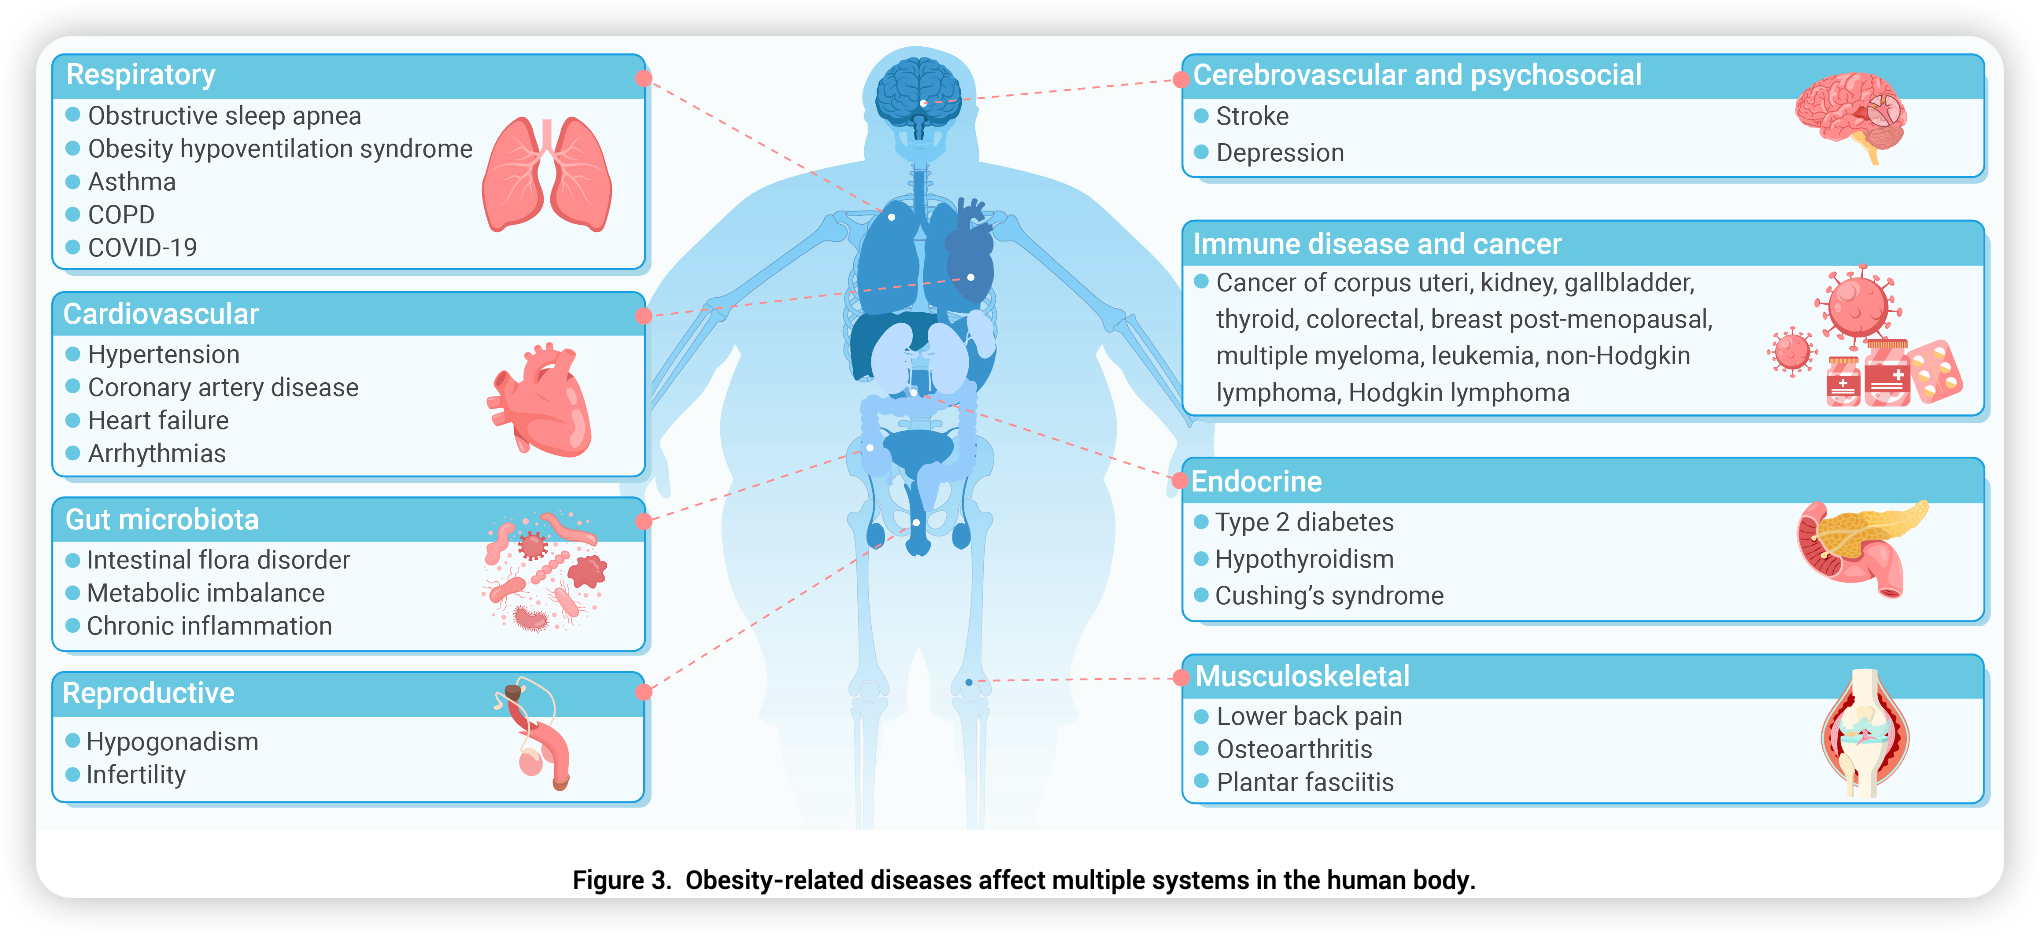 Respiratory
Obstructive sleep apnea
Obesity hypoventilation syndrome
Asthma
COPD
COVID-19
Cardiovascular
Hypertension
Coronary artery disease
Heart failure
Arrhythmias
Gut microbiota
Intestinal flora disorder
Metabolic imbalance
Chronic inflammation
Reproductive
Hypogonadism
Infertility
Cerebrovascular and psychosocial
Stroke
Depression
Immune disease and cancer
Cancer of corpus uteri, kidney, gallbladder,
thyroid, colorectal, breast post-menopausal,
multiple myeloma, leukemia, non-Hodgkin
lymphoma, Hodgkin lymphoma
Endocrine
Type 2 diabetes
Hypothyroidism
Cushing’s syndrome
Musculoskeletal
Lower back pain
Osteoarthritis
Plantar fasciitis
Figure 3. Obesity-related diseases affect multiple systems in the human body.